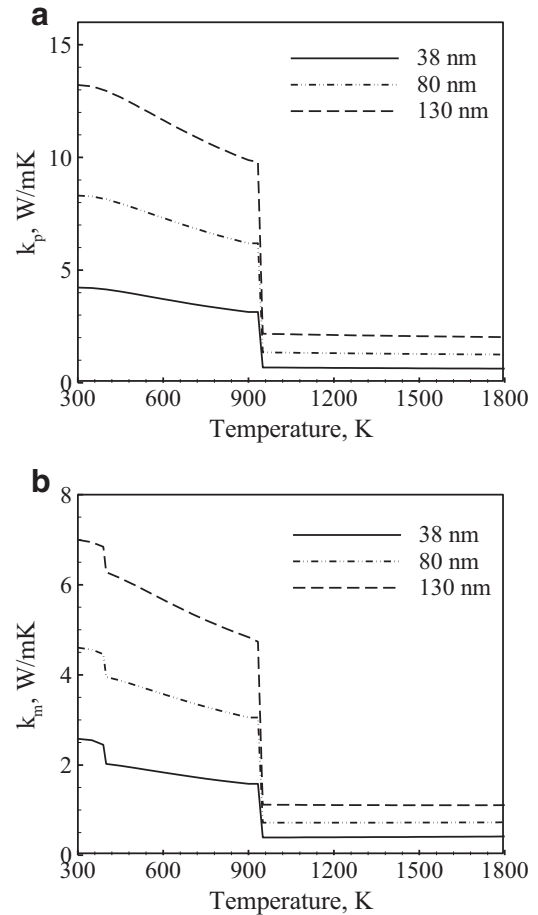 a
15
10
5
0
k_p, W/mK
38 nm
80 nm
130 nm
300 600 900 1200 1500 1800
Temperature, K
b
8
6
4
2
0
k_m, W/mK
38 nm
80 nm
130 nm
300 600 900 1200 1500 1800
Temperature, K